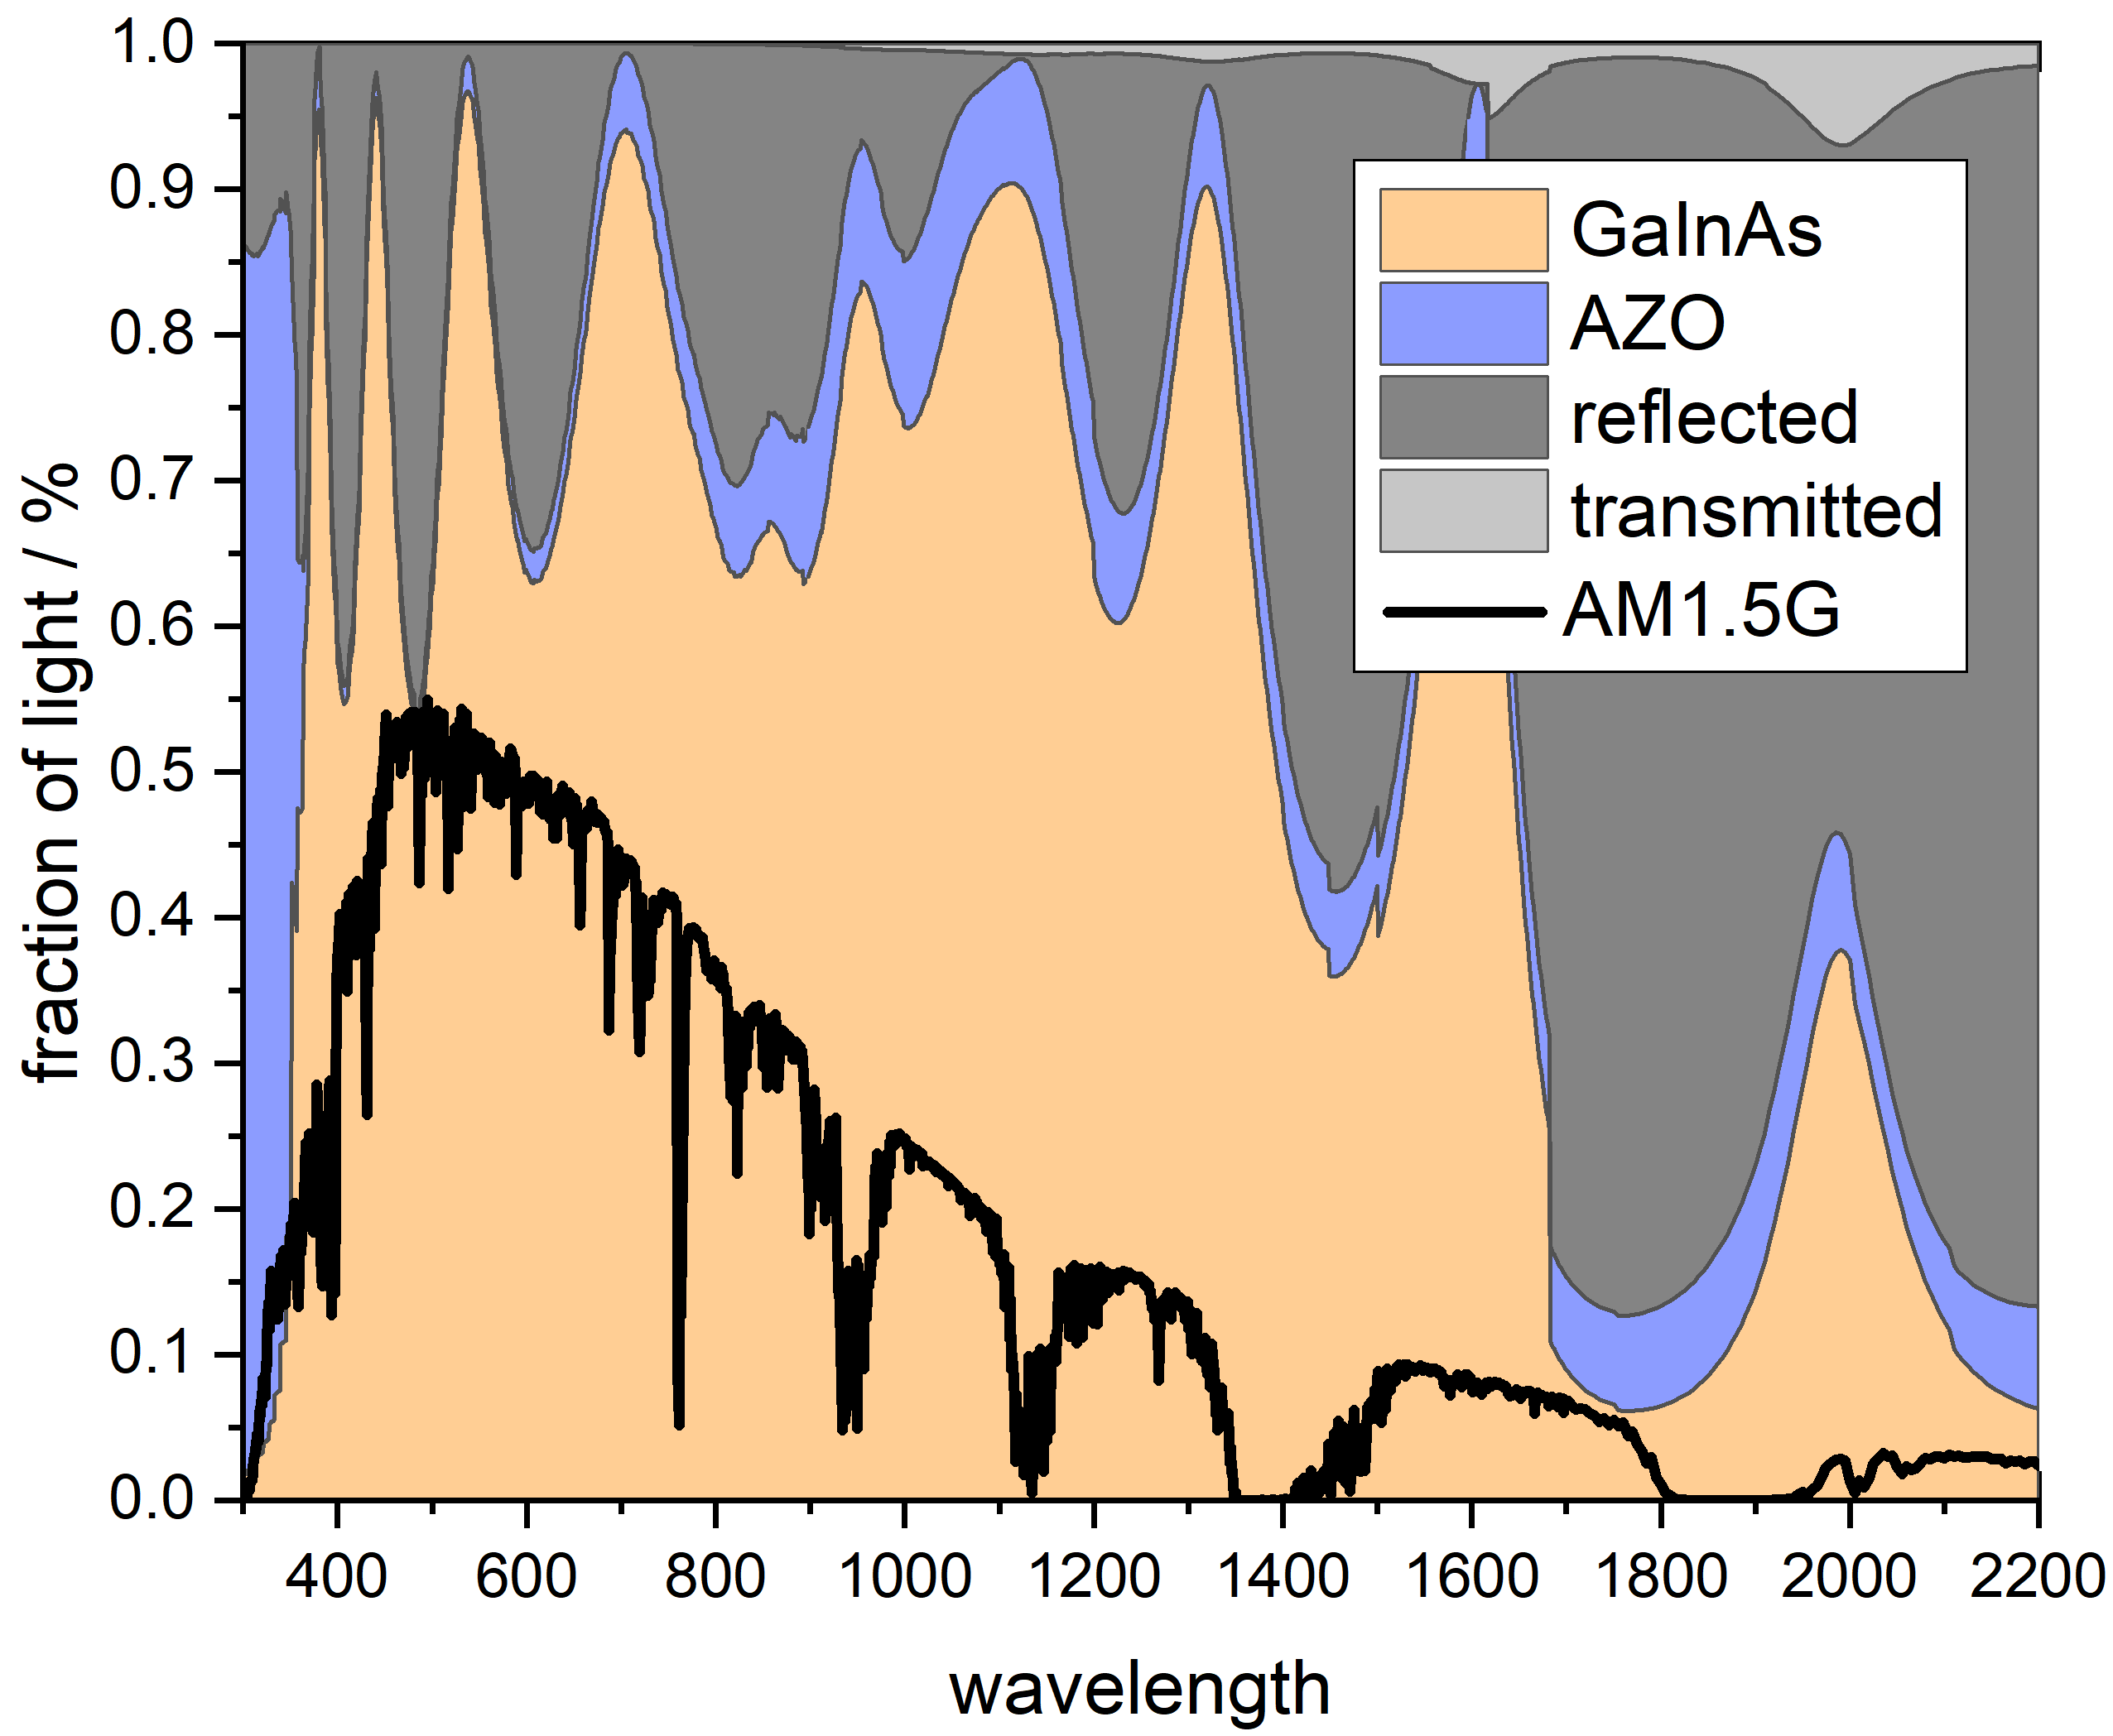 fraction of light / %
1.0
0.9
0.8
0.7
0.6
0.5
0.4
0.3
0.2
0.1
0.0
GaInAs
AZO
reflected
transmitted
AM1.5G
400 600 800 1000 1200 1400 1600 1800 2000 2200
wavelength